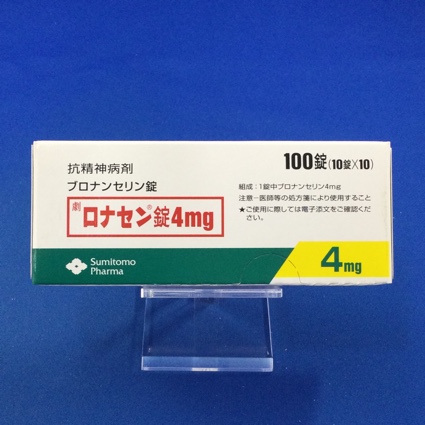 抗精神病剤
ブロナンセリン錠
劇 ロナセン®錠4mg
Sumitomo
Pharma
100錠(10錠×10)
組成:1錠中ブロナンセリン4mg
注意-医師等の処方箋により使用すること
★ご使用に際しては電子添文をご確認くだ
さい。
4mg